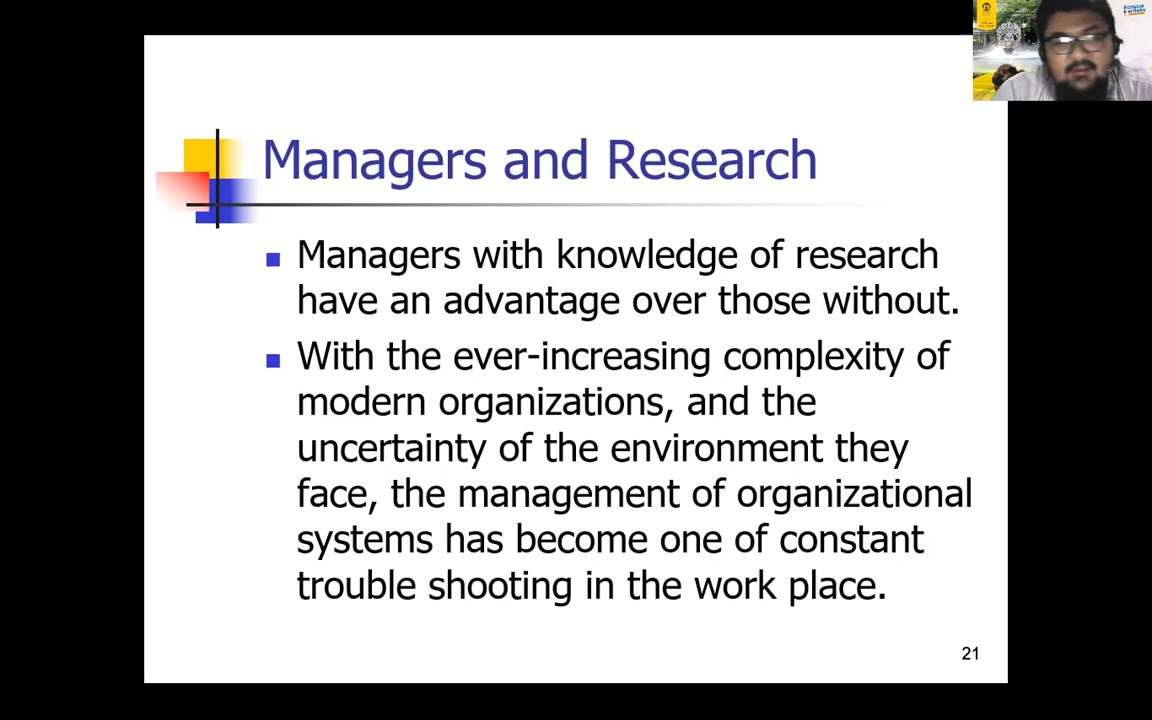 Managers and Research
Managers with knowledge of research
have an advantage over those without.
With the ever-increasing complexity of
modern organizations, and the
uncertainty of the environment they
face, the management of organizational
systems has become one of constant
trouble shooting in the work place.
21